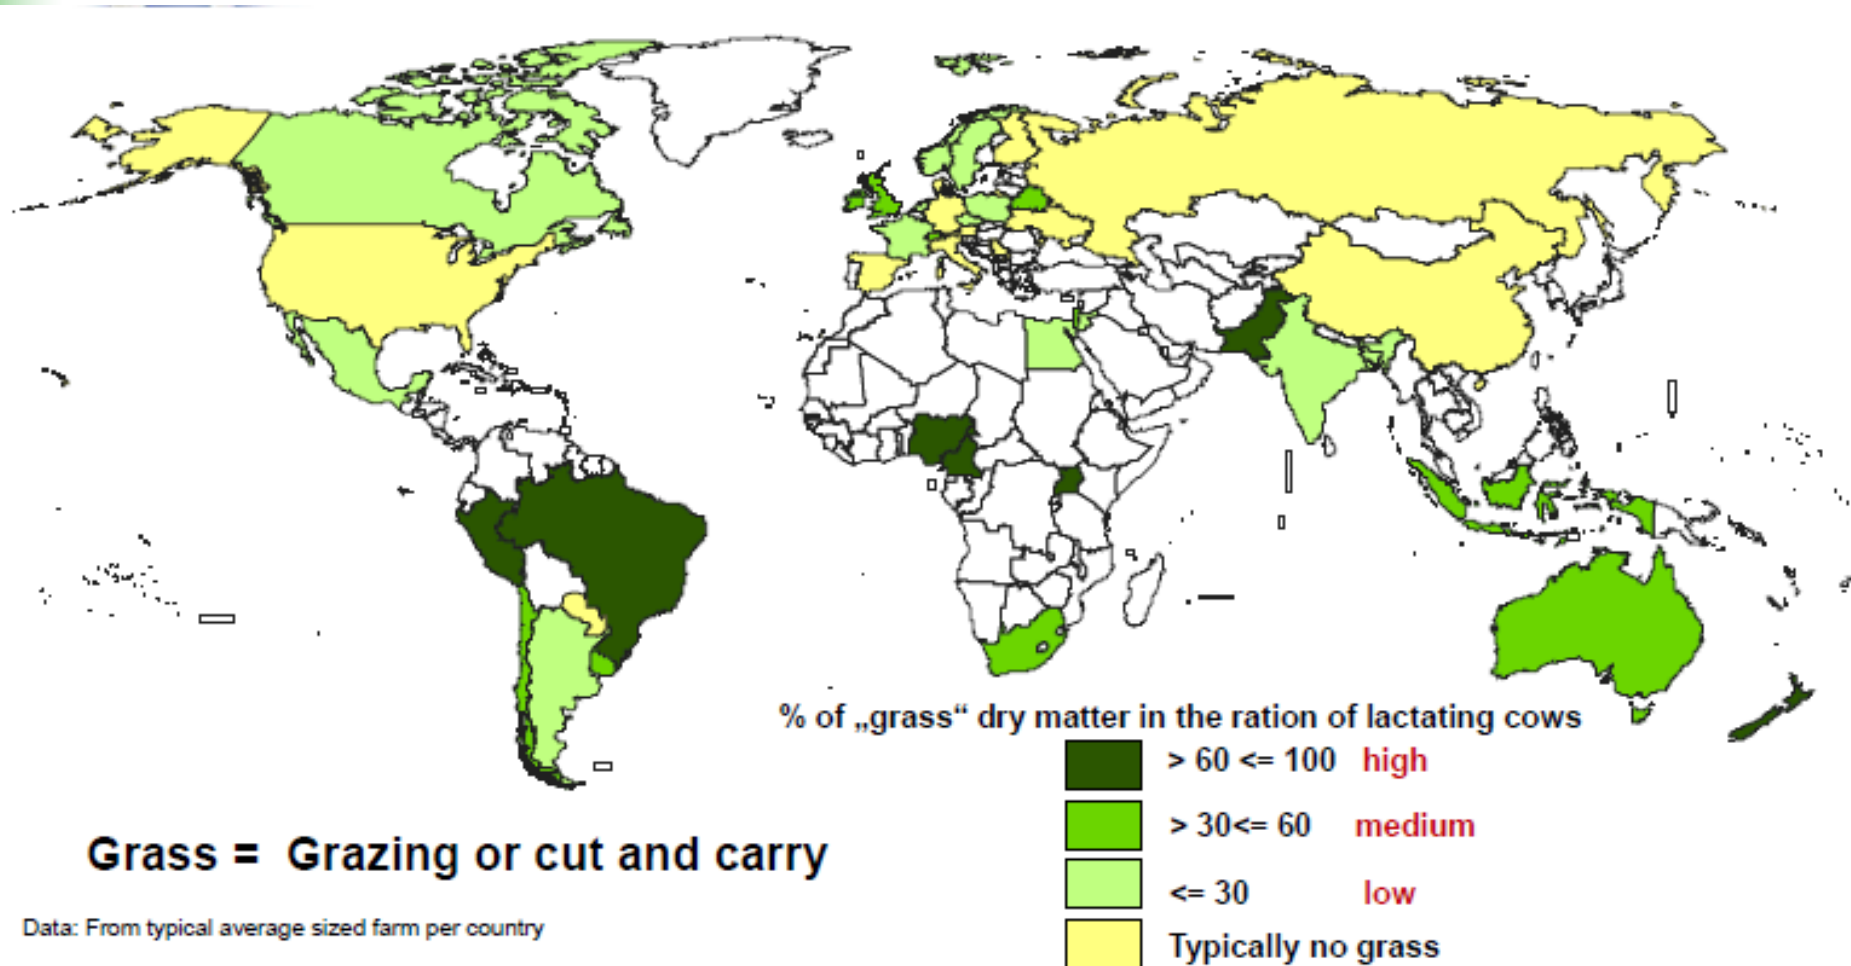 % of „grass“ dry matter in the ration of lactating cows
> 60 <= 100 high
> 30<= 60 medium
<= 30 low
Typically no grass
Grass = Grazing or cut and carry
Data: From typical average sized farm per country